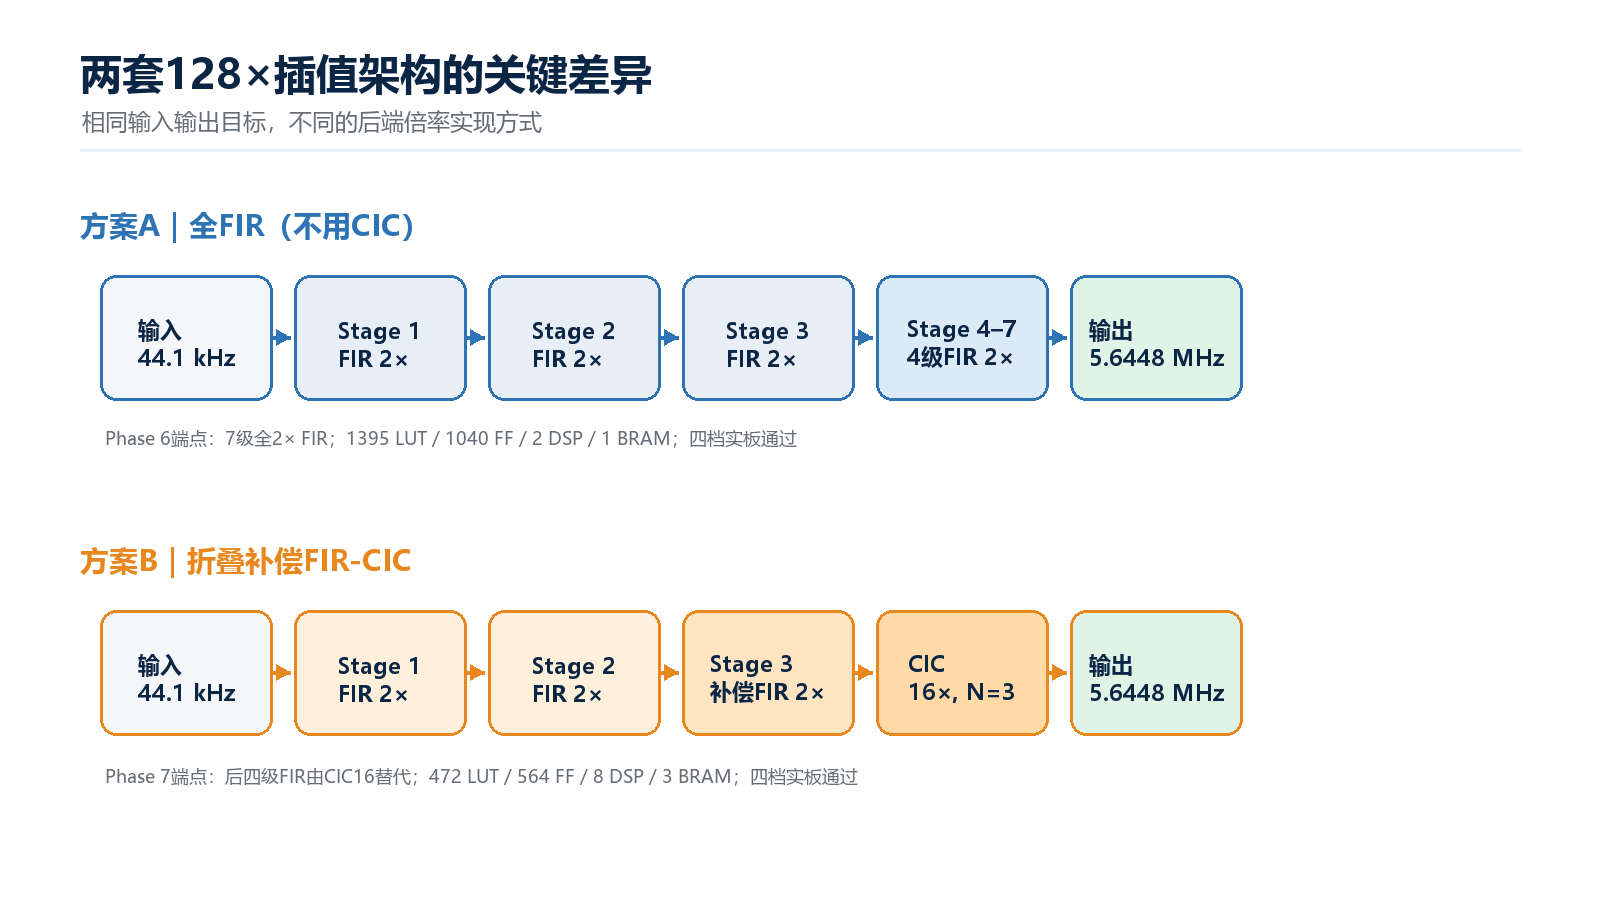 两套128×插值架构的关键差异
相同输入输出目标，不同的后端倍率实现方式
方案A｜全FIR（不用CIC）
输入
44.1 kHz
Stage 1
FIR 2×
Stage 2
FIR 2×
Stage 3
FIR 2×
Stage 4–7
4级FIR 2×
输出
5.6448 MHz
Phase 6端点：7级全2× FIR；1395 LUT / 1040 FF / 2 DSP / 1 BRAM；四档实板通过
方案B｜折叠补偿FIR-CIC
输入
44.1 kHz
Stage 1
FIR 2×
Stage 2
FIR 2×
Stage 3
补偿FIR 2×
CIC
16×, N=3
输出
5.6448 MHz
Phase 7端点：后四级FIR由CIC16替代；472 LUT / 564 FF / 8 DSP / 3 BRAM；四档实板通过